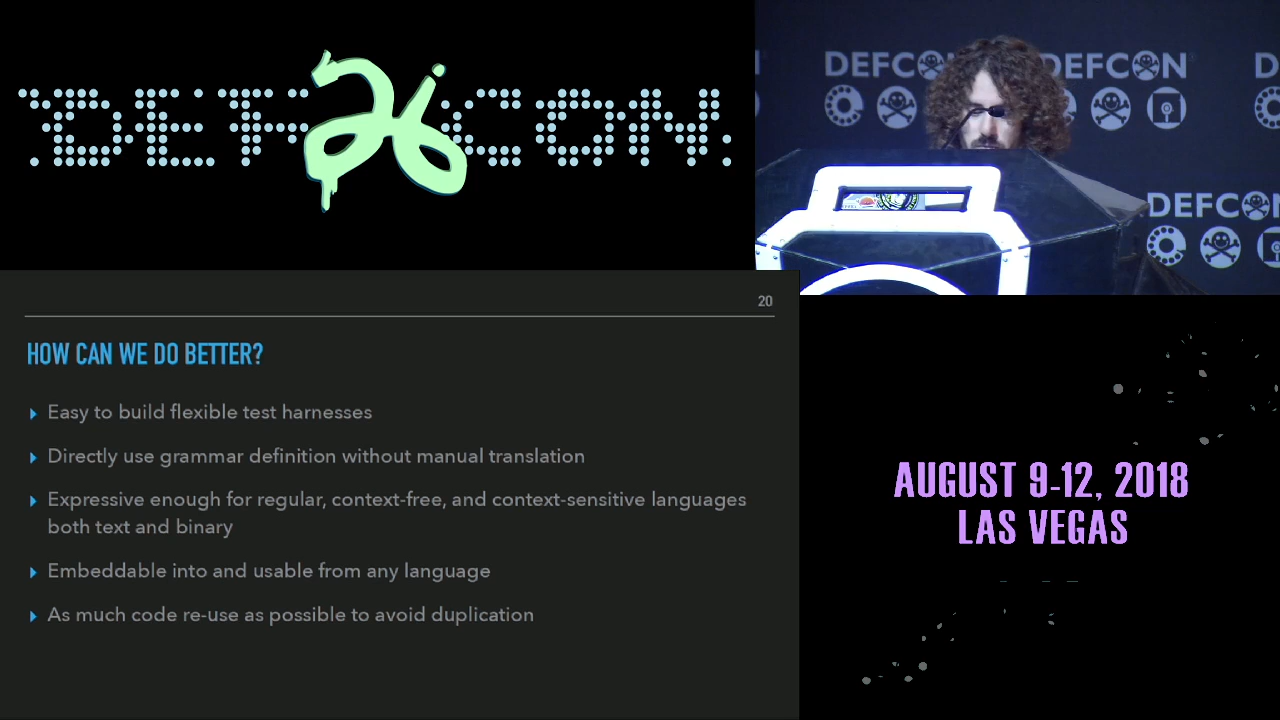 DEFCON
26
DEFCON
DEFCON
DEFCON
20
HOW CAN WE DO BETTER?
Easy to build flexible test harnesses
Directly use grammar definition without manual translation
Expressive enough for regular, context-free, and context-sensitive languages
both text and binary
Embeddable into and usable from any language
As much code re-use as possible to avoid duplication
AUGUST 9-12, 2018
LAS VEGAS